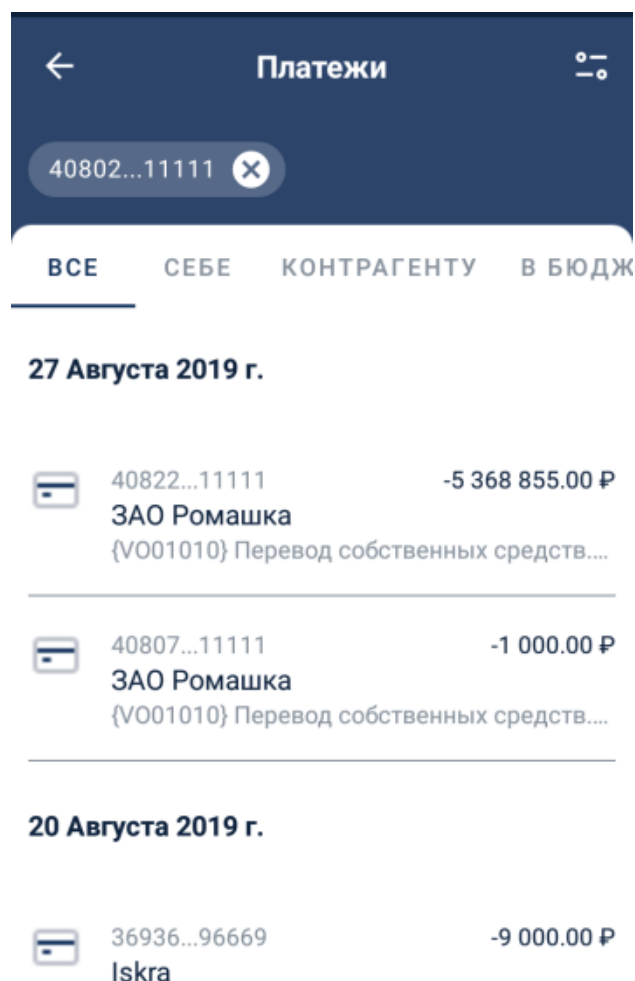 Платежи
40802...11111
ВСЕ СЕБЕ КОНТРАГЕНТУ В БЮДЖ
27 Августа 2019 г.
40822...11111 -5 368 855.00 ₽
ЗАО Ромашка
{VO01010} Перевод собственных средств....
40807...11111 -1 000.00 ₽
ЗАО Ромашка
{VO01010} Перевод собственных средств....
20 Августа 2019 г.
36936...96669 -9 000.00 ₽
Iskra